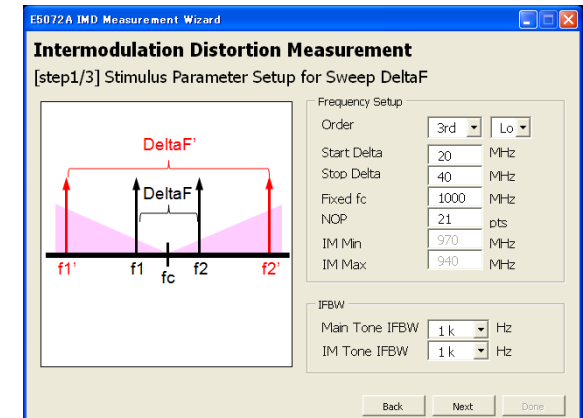 E5072A IMD Measurement Wizard
Intermodulation Distortion Measurement
[step1/3] Stimulus Parameter Setup for Sweep DeltaF
DeltaF'
DeltaF
f1' f1 fc f2 f2'
Frequency Setup
Order 3rd Lo
Start Delta 20 MHz
Stop Delta 40 MHz
Fixed fc 1000 MHz
NOP 21 pts
IM Min 970 MHz
IM Max 940 MHz
IFBW
Main Tone IFBW 1 k Hz
IM Tone IFBW 1 k Hz
Back Next Done